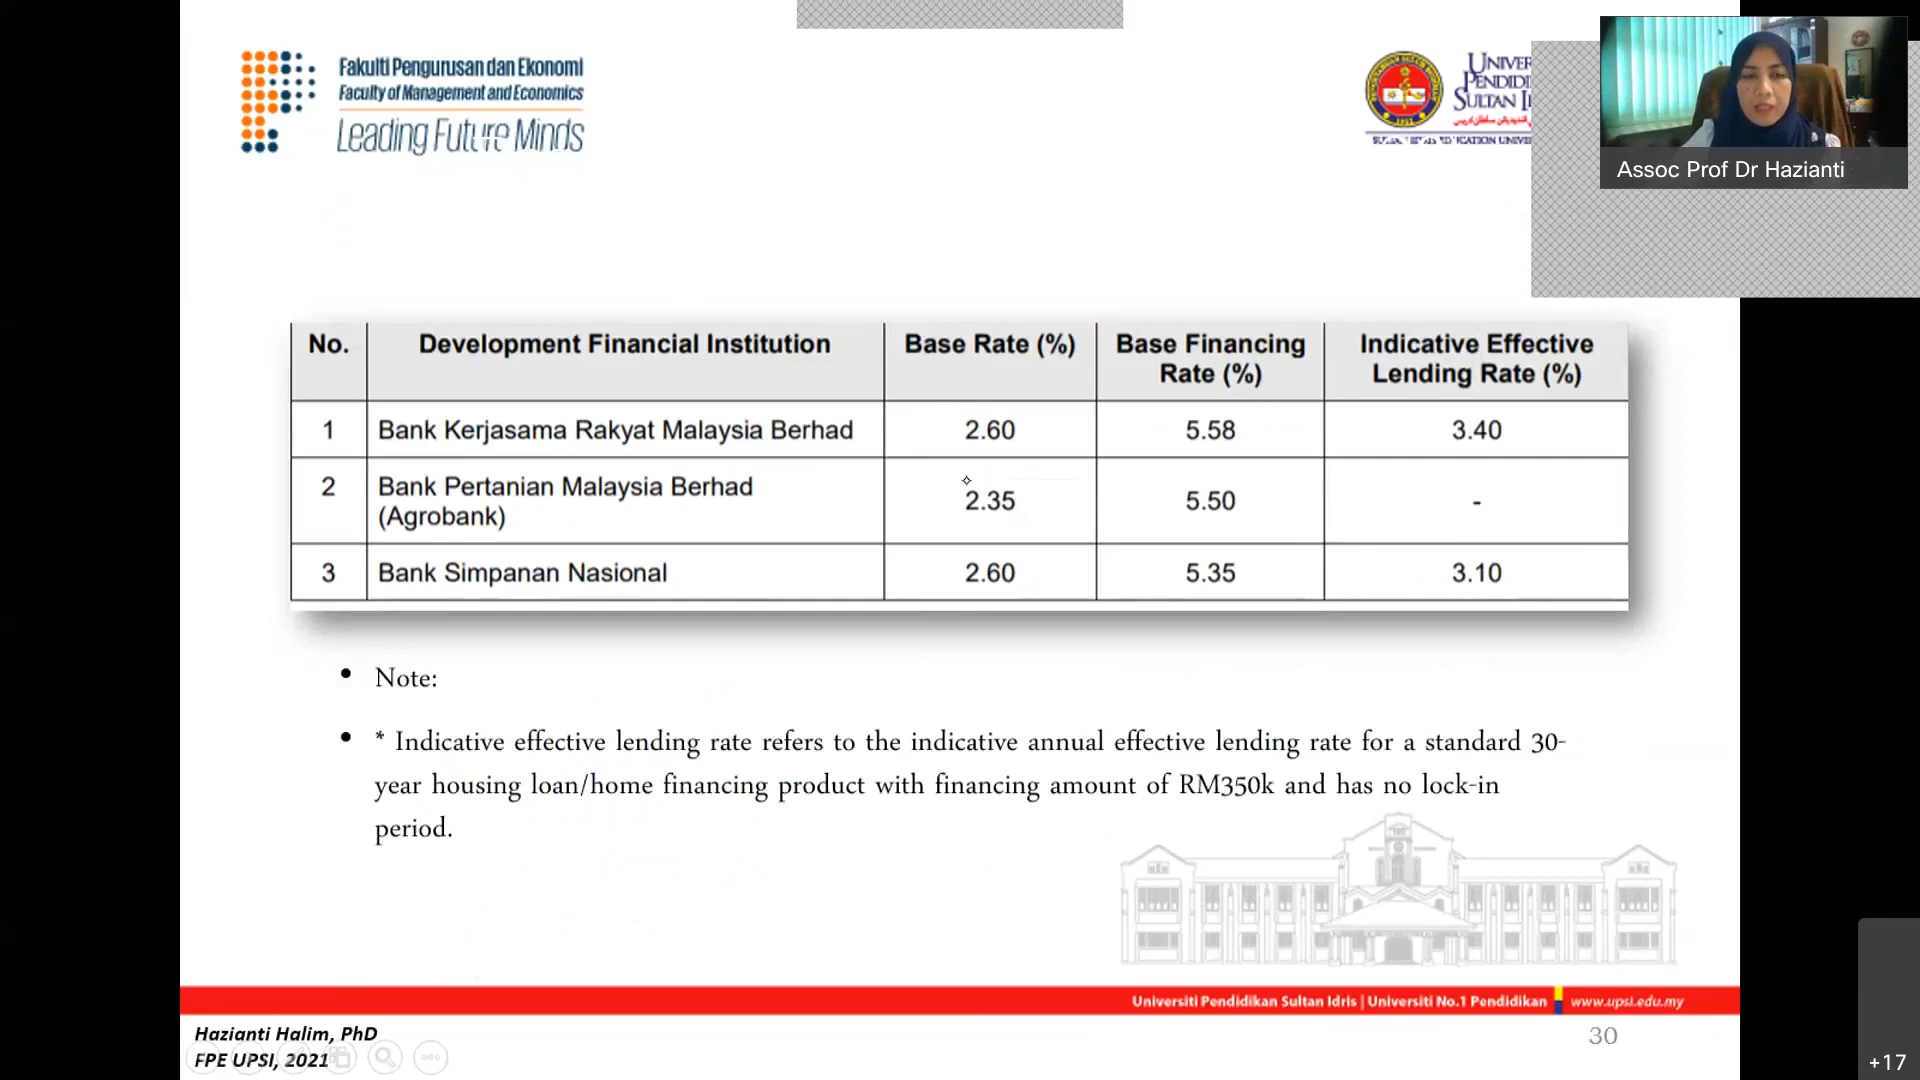 Fakulti Pengurusan dan Ekonomi
Faculty of Management and Economics
Leading Future Minds
SULTAN
Assoc Prof Dr Hazianti
No. Development Financial Institution Base Rate (%) Base Financing Rate (%) Indicative Effective Lending Rate (%)
1 Bank Kerjasama Rakyat Malaysia Berhad 2.60 5.58 3.40
2 Bank Pertanian Malaysia Berhad (Agrobank) 2.35 5.50 -
3 Bank Simpanan Nasional 2.60 5.35 3.10
• Note:
• * Indicative effective lending rate refers to the indicative annual effective lending rate for a standard 30-
year housing loan/home financing product with financing amount of RM350k and has no lock-in
period.
Universiti Pendidikan Sultan Idris | Universiti No.1 Pendidikan www.upsi.edu.my
Hazianti Halim, PhD
FPE UPSI, 2021
30
+17